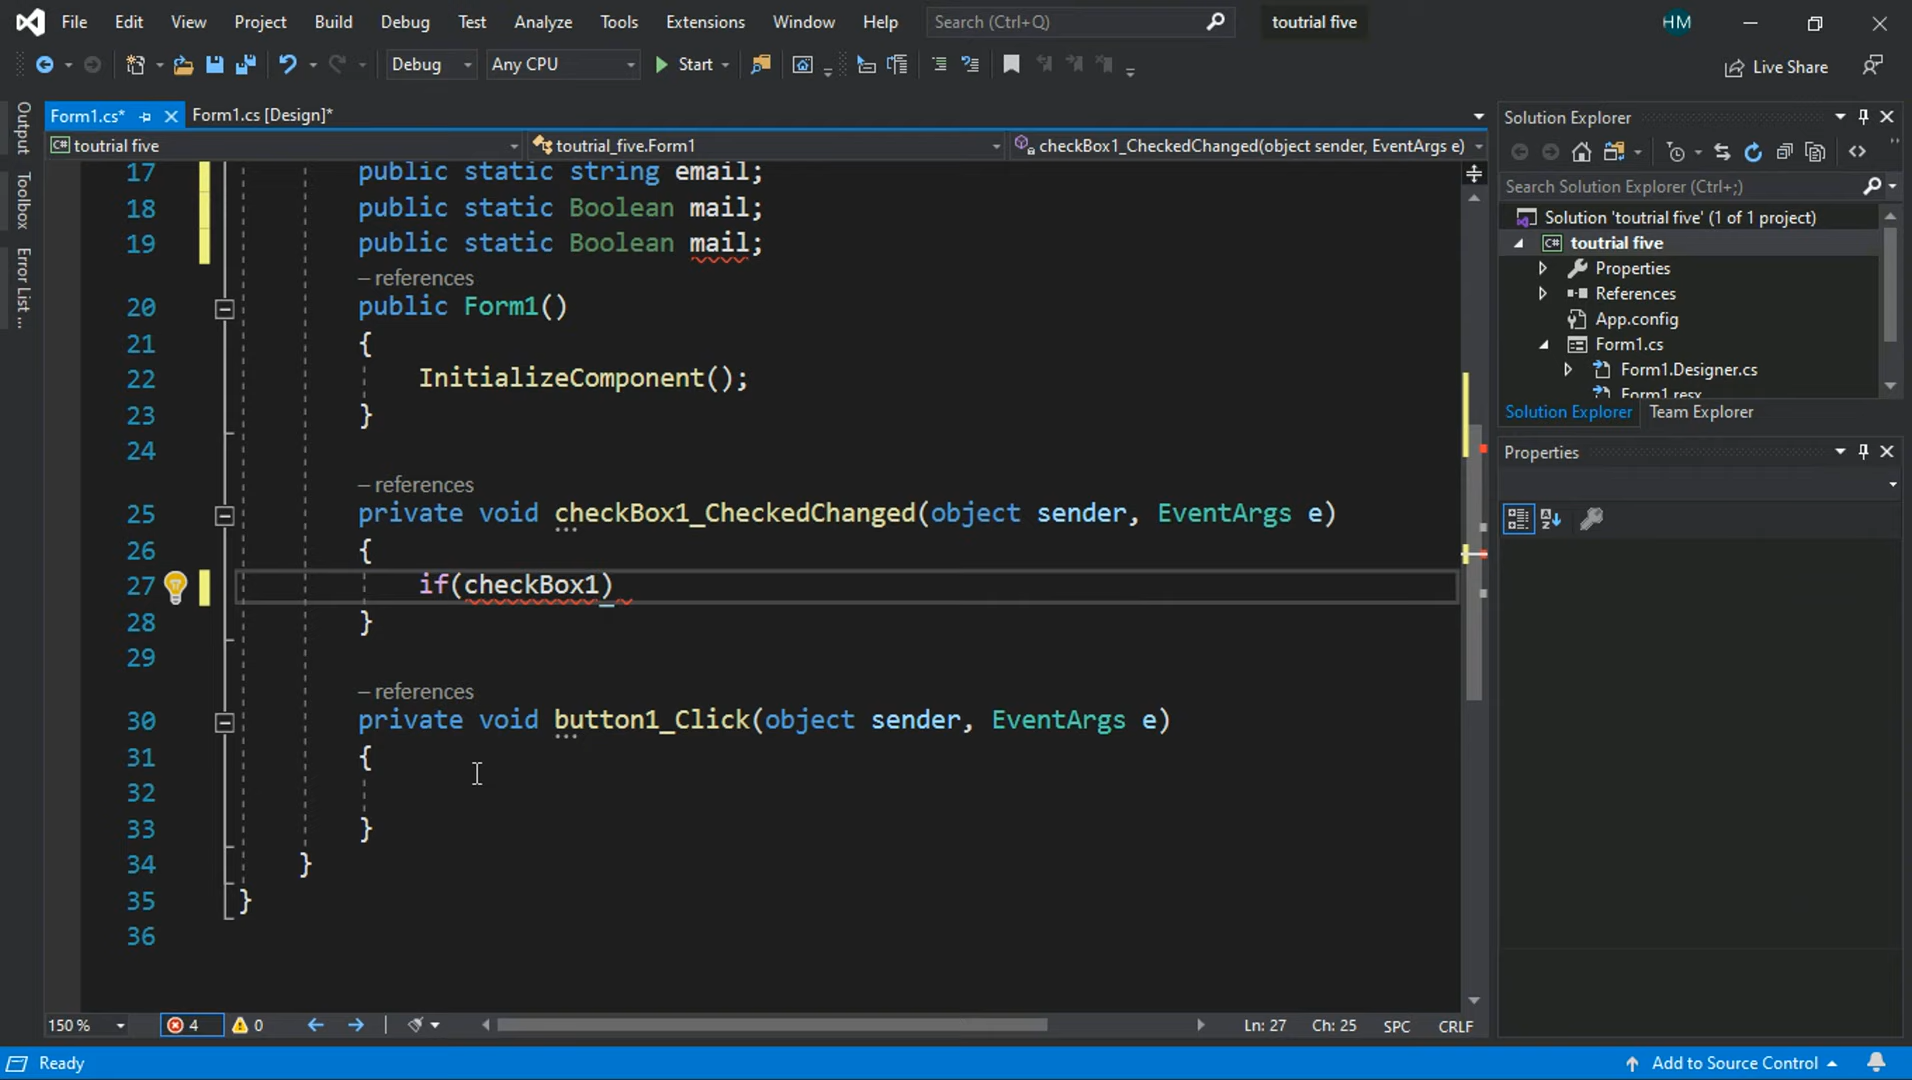 File Edit View Project Build Debug Test Analyze Tools Extensions Window Help Search (Ctrl+Q) toutrial five HM
Debug Any CPU Start Live Share
Output
Toolbox
Error List ...
Form1.cs* Form1.cs [Design]*
toutrial five toutrial_five.Form1 checkBox1_CheckedChanged(object sender, EventArgs e)
17 public static string email;
18 public static Boolean mail;
19 public static Boolean mail;
– references
20 public Form1()
21 {
22 InitializeComponent();
23 }
24
– references
25 private void checkBox1_CheckedChanged(object sender, EventArgs e)
26 {
27 if(checkBox1)
28 }
29
– references
30 private void button1_Click(object sender, EventArgs e)
31 {
32
33 }
34 }
35 }
36
150 % 4 0 Ln: 27 Ch: 25 SPC CRLF
Ready Add to Source Control
Solution Explorer
Search Solution Explorer (Ctrl+;)
Solution 'toutrial five' (1 of 1 project)
C# toutrial five
Properties
References
App.config
Form1.cs
Form1.Designer.cs
Form1.resx
Solution Explorer Team Explorer
Properties